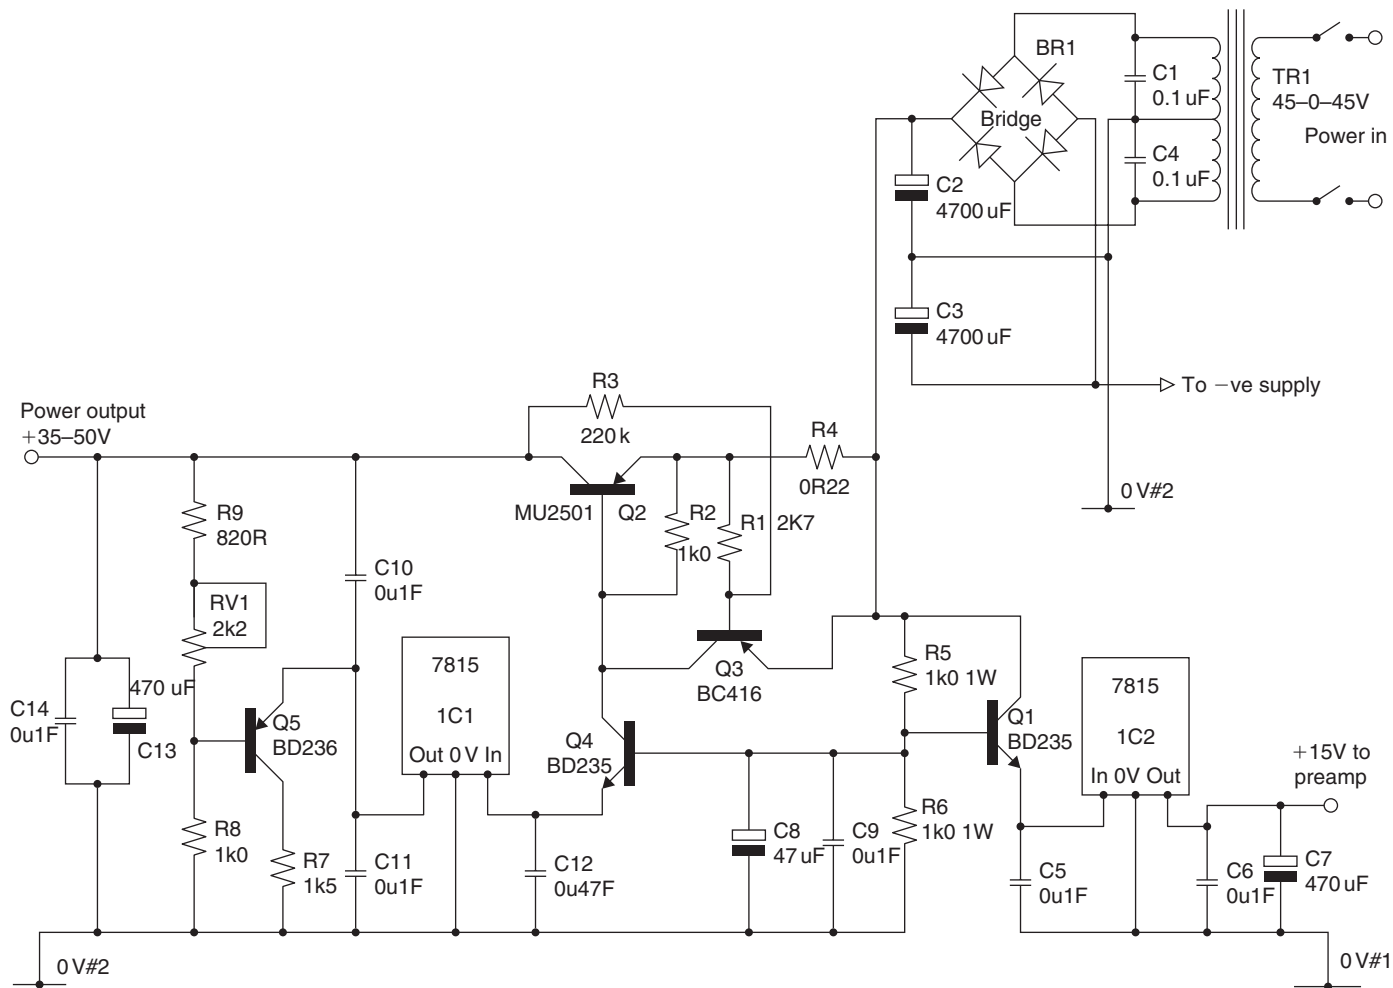 BR1
Bridge
C1
0.1 uF
C4
0.1 uF
TR1
45–0–45V
Power in
C2
4700 uF
C3
4700 uF
To −ve supply
0 V#2
Power output
+35–50V
R3
220 k
R4
0R22
MU2501
Q2
R2
1k0
R1
2K7
R9
820R
RV1
2k2
C10
0u1F
7815
1C1
Out 0 V In
Q3
BC416
R5
1k0 1W
Q1
BD235
7815
1C2
In 0V Out
+15V to
preamp
470 uF
C14
0u1F
C13
Q5
BD236
Q4
BD235
R8
1k0
R7
1k5
C11
0u1F
C12
0u47F
C8
47 uF
C9
0u1F
R6
1k0 1W
C5
0u1F
C6
0u1F
C7
470 uF
0 V#2
0 V#1